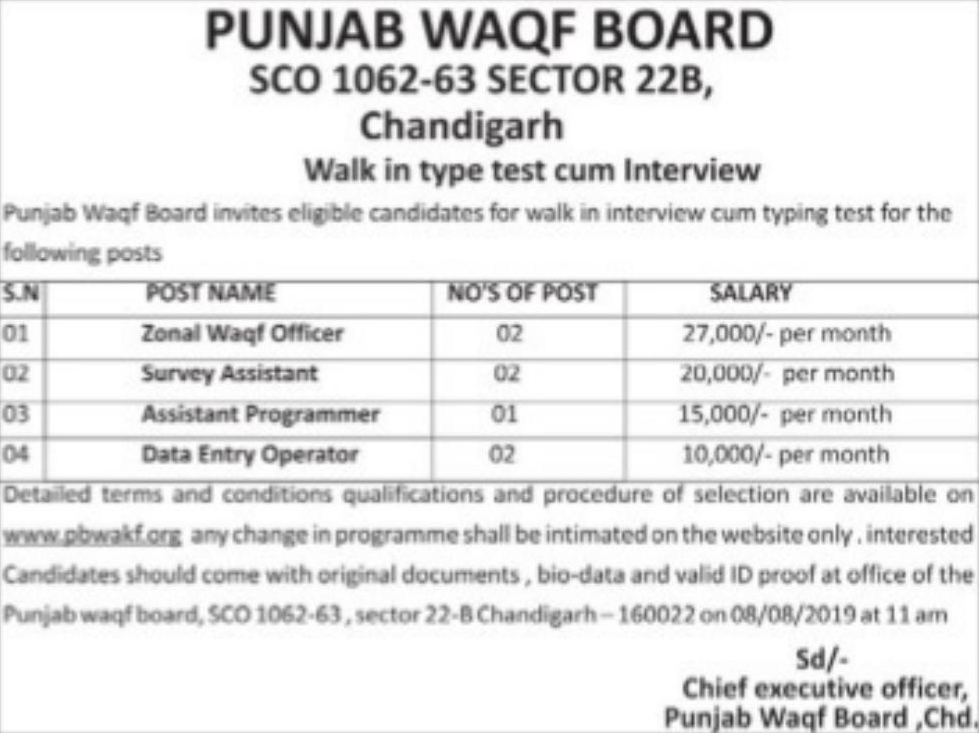 PUNJAB WAQF BOARD
SCO 1062-63 SECTOR 22B,
Chandigarh
Walk in type test cum Interview
Punjab Waqf Board invites eligible candidates for walk in interview cum typing test for the
following posts
S.N POST NAME NO'S OF POST SALARY
01 Zonal Waqf Officer 02 27,000/- per month
02 Survey Assistant 02 20,000/- per month
03 Assistant Programmer 01 15,000/- per month
04 Data Entry Operator 02 10,000/- per month
Detailed terms and conditions qualifications and procedure of selection are available on
www.pbwakf.org any change in programme shall be intimated on the website only . interested
Candidates should come with original documents , bio-data and valid ID proof at office of the
Punjab waqf board, SCO 1062-63 , sector 22-B Chandigarh – 160022 on 08/08/2019 at 11 am
Sd/-
Chief executive officer,
Punjab Waqf Board ,Chd.